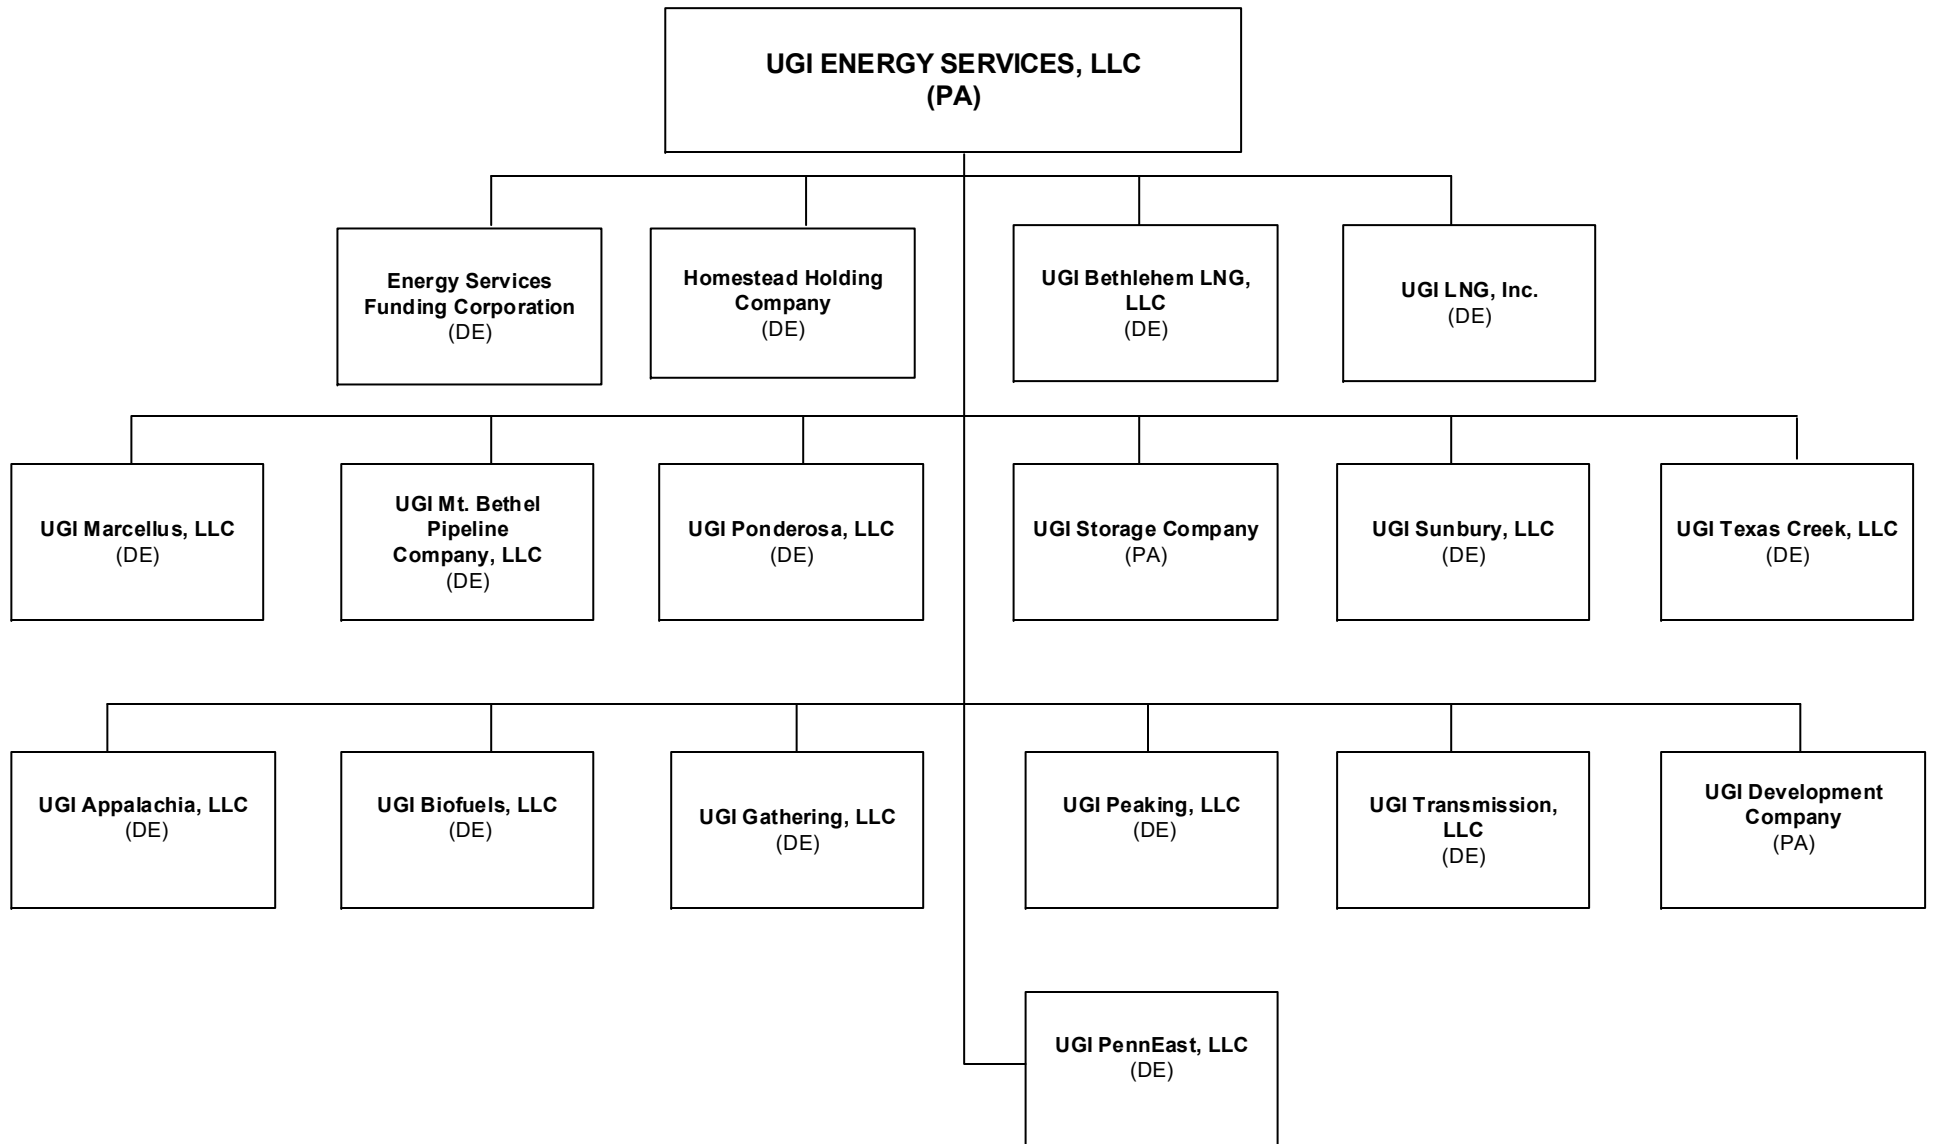 UGI ENERGY SERVICES, LLC
(PA)
Energy Services
Funding Corporation
(DE)
Homestead Holding
Company
(DE)
UGI Bethlehem LNG,
LLC
(DE)
UGI LNG, Inc.
(DE)
UGI Marcellus, LLC
(DE)
UGI Mt. Bethel
Pipeline
Company, LLC
(DE)
UGI Ponderosa, LLC
(DE)
UGI Storage Company
(PA)
UGI Sunbury, LLC
(DE)
UGI Texas Creek, LLC
(DE)
UGI Appalachia, LLC
(DE)
UGI Biofuels, LLC
(DE)
UGI Gathering, LLC
(DE)
UGI Peaking, LLC
(DE)
UGI Transmission,
LLC
(DE)
UGI Development
Company
(PA)
UGI PennEast, LLC
(DE)